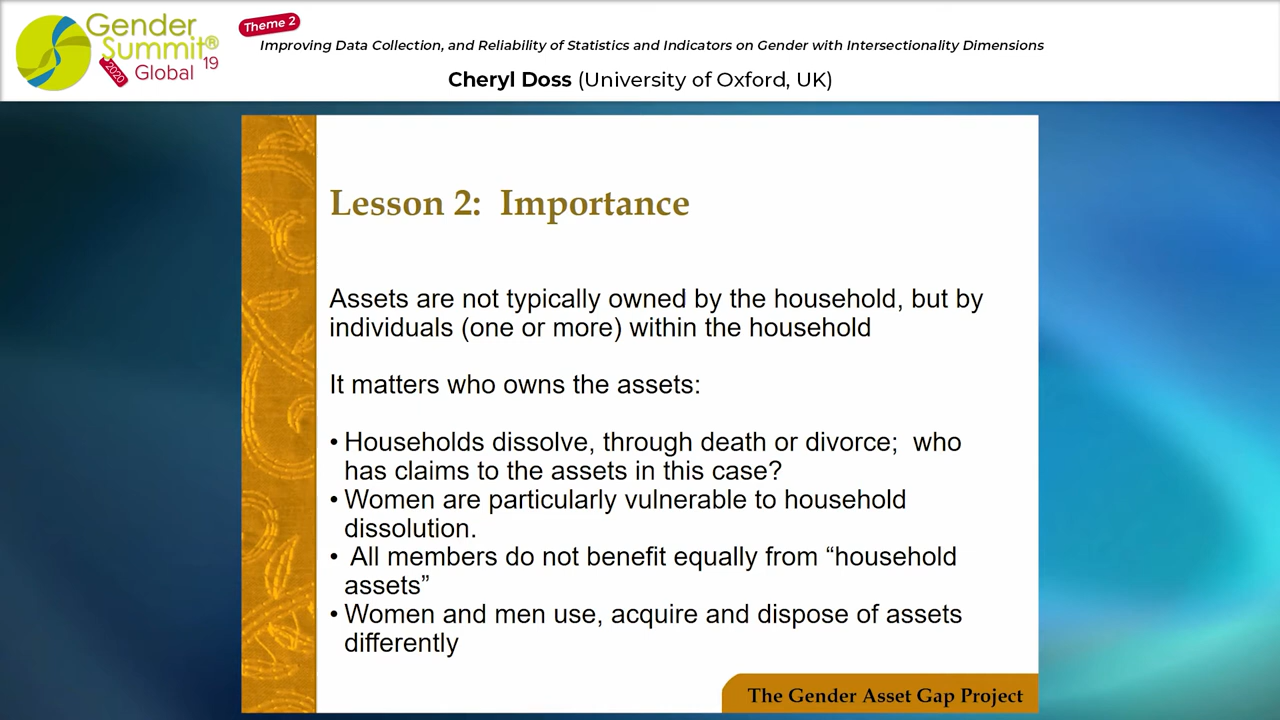 Gender
Summit®
Global 19
2020
Theme 2
Improving Data Collection, and Reliability of Statistics and Indicators on Gender with Intersectionality Dimensions
Cheryl Doss (University of Oxford, UK)
Lesson 2:  Importance
Assets are not typically owned by the household, but by
individuals (one or more) within the household
It matters who owns the assets:
• Households dissolve, through death or divorce;  who
has claims to the assets in this case?
• Women are particularly vulnerable to household
dissolution.
•  All members do not benefit equally from “household
assets”
• Women and men use, acquire and dispose of assets
differently
The Gender Asset Gap Project